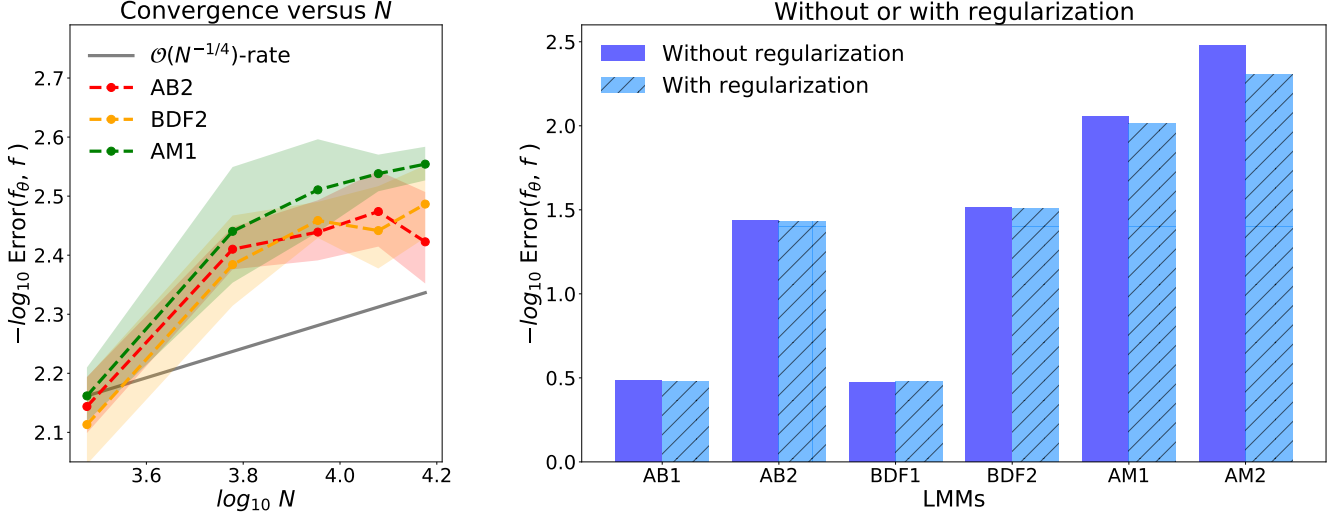 Convergence versus N
−log₁₀ Error(f_θ, f )
2.7
2.6
2.5
2.4
2.3
2.2
2.1
𝒪(N^{−1/4})-rate
AB2
BDF2
AM1
3.6
3.8
4.0
4.2
log₁₀ N
Without or with regularization
−log₁₀ Error(f_θ, f )
2.5
2.0
1.5
1.0
0.5
0.0
Without regularization
With regularization
AB1
AB2
BDF1
BDF2
AM1
AM2
LMMs